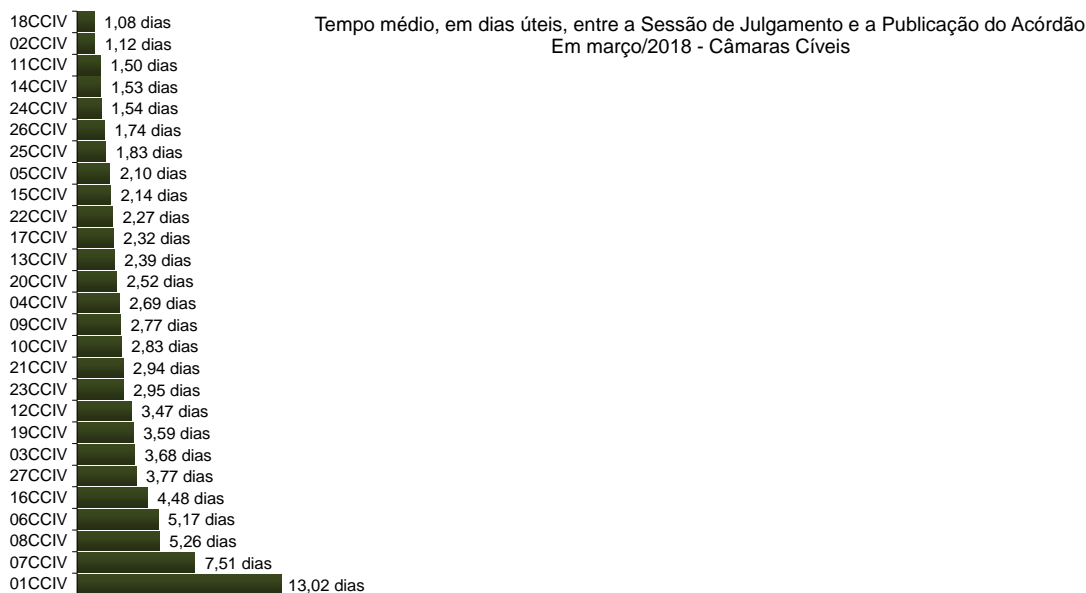 Tempo médio, em dias úteis, entre a Sessão de Julgamento e a Publicação do Acórdão
Em março/2018 - Câmaras Cíveis
18CCIV 1,08 dias
02CCIV 1,12 dias
11CCIV 1,50 dias
14CCIV 1,53 dias
24CCIV 1,54 dias
26CCIV 1,74 dias
25CCIV 1,83 dias
05CCIV 2,10 dias
15CCIV 2,14 dias
22CCIV 2,27 dias
17CCIV 2,32 dias
13CCIV 2,39 dias
20CCIV 2,52 dias
04CCIV 2,69 dias
09CCIV 2,77 dias
10CCIV 2,83 dias
21CCIV 2,94 dias
23CCIV 2,95 dias
12CCIV 3,47 dias
19CCIV 3,59 dias
03CCIV 3,68 dias
27CCIV 3,77 dias
16CCIV 4,48 dias
06CCIV 5,17 dias
08CCIV 5,26 dias
07CCIV 7,51 dias
01CCIV 13,02 dias